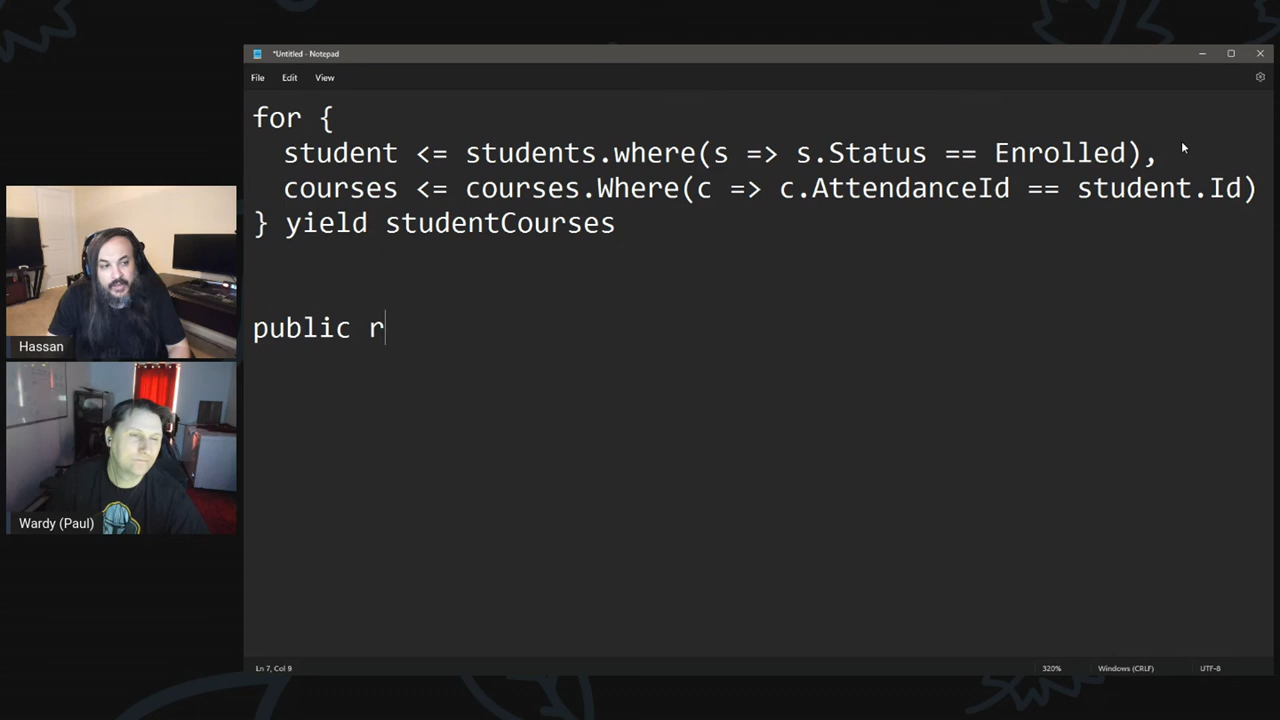 *Untitled - Notepad
File Edit View
for {
student <= students.where(s => s.Status == Enrolled),
courses <= courses.Where(c => c.AttendanceId == student.Id)
} yield studentCourses
public r
Hassan
Wardy (Paul)
Ln 7, Col 9 320% Windows (CRLF) UTF-8